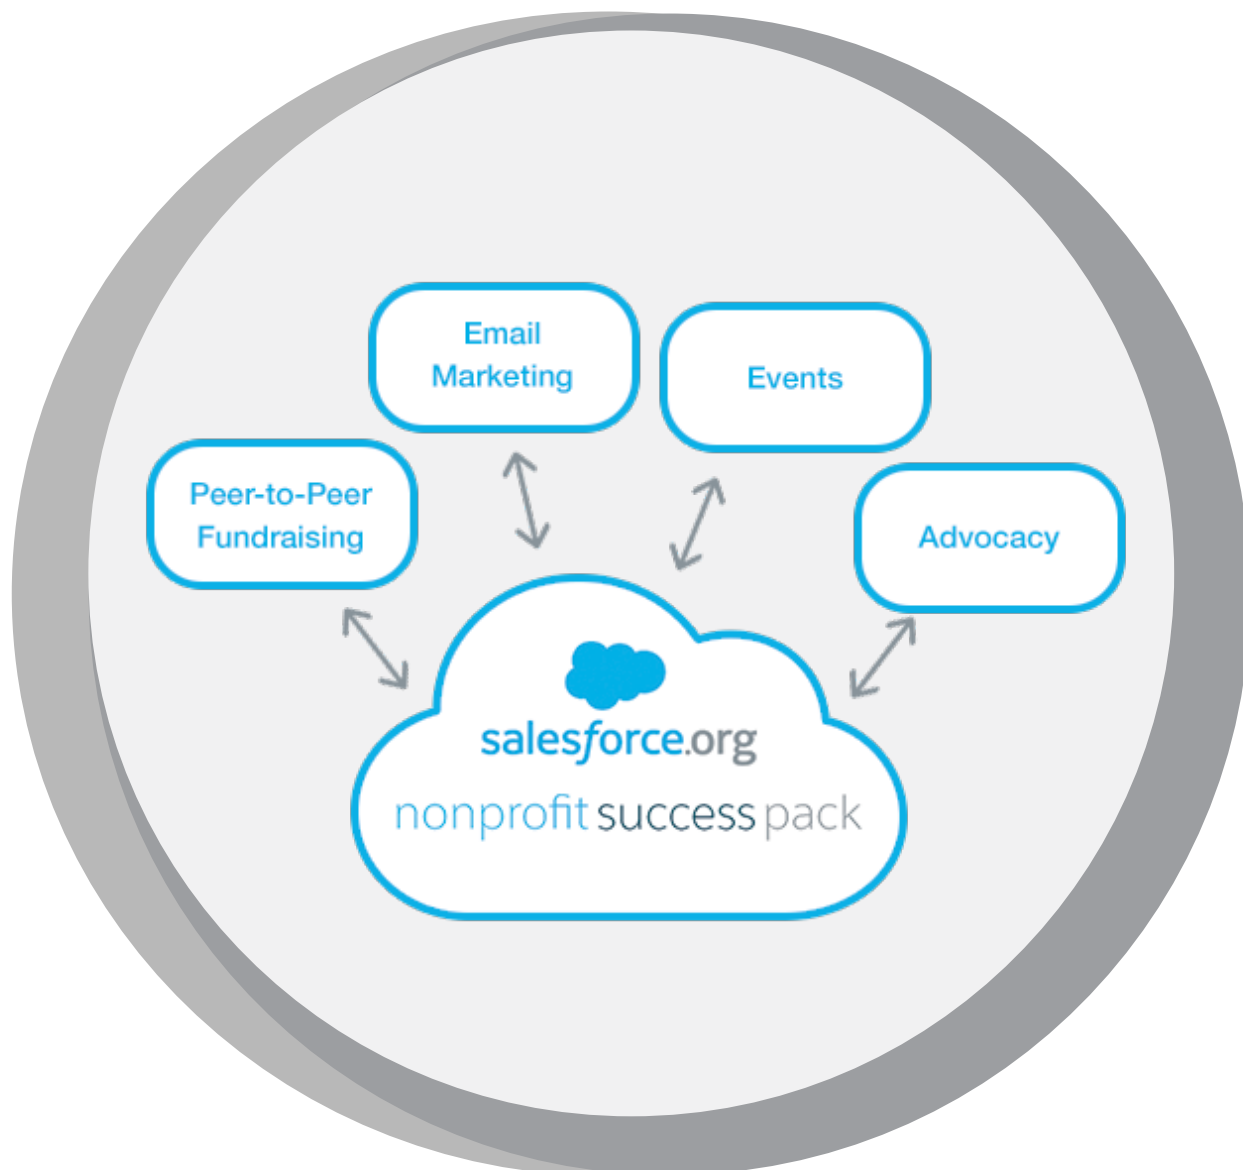 Email
Marketing
Events
Peer-to-Peer
Fundraising
Advocacy
salesforce.org
nonprofit success pack